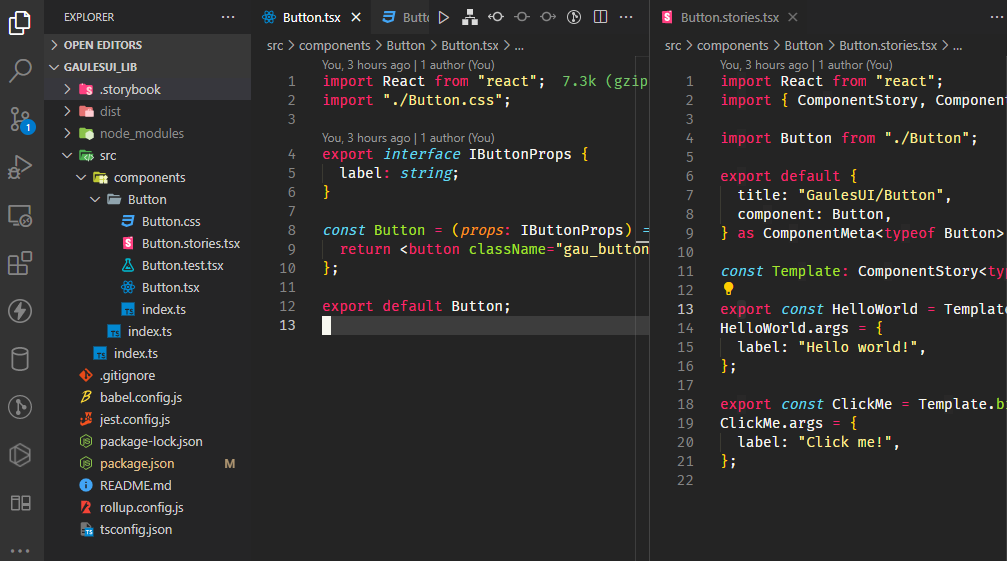 EXPLORER
OPEN EDITORS
GAULESUI_LIB
.storybook
dist
node_modules
src
components
Button
Button.css
Button.stories.tsx
Button.test.tsx
Button.tsx
index.ts
index.ts
index.ts
.gitignore
babel.config.js
jest.config.js
package-lock.json
package.json M
README.md
rollup.config.js
tsconfig.json
1
Button.tsx
src > components > Button > Button.tsx > ...
You, 3 hours ago | 1 author (You)
1 import React from "react"; 7.3k (gzip
2 import "./Button.css";
3
You, 3 hours ago | 1 author (You)
4 export interface IButtonProps {
5 label: string;
6 }
7
8 const Button = (props: IButtonProps) =
9 return <button className="gau_button
10 };
11
12 export default Button;
13
Button.stories.tsx
src > components > Button > Button.stories.tsx > ...
You, 3 hours ago | 1 author (You)
1 import React from "react";
2 import { ComponentStory, Component
3
4 import Button from "./Button";
5
6 export default {
7 title: "GaulesUI/Button",
8 component: Button,
9 } as ComponentMeta<typeof Button>
10
11 const Template: ComponentStory<ty
12
13 export const HelloWorld = Template
14 HelloWorld.args = {
15 label: "Hello world!",
16 };
17
18 export const ClickMe = Template.b
19 ClickMe.args = {
20 label: "Click me!",
21 };
22